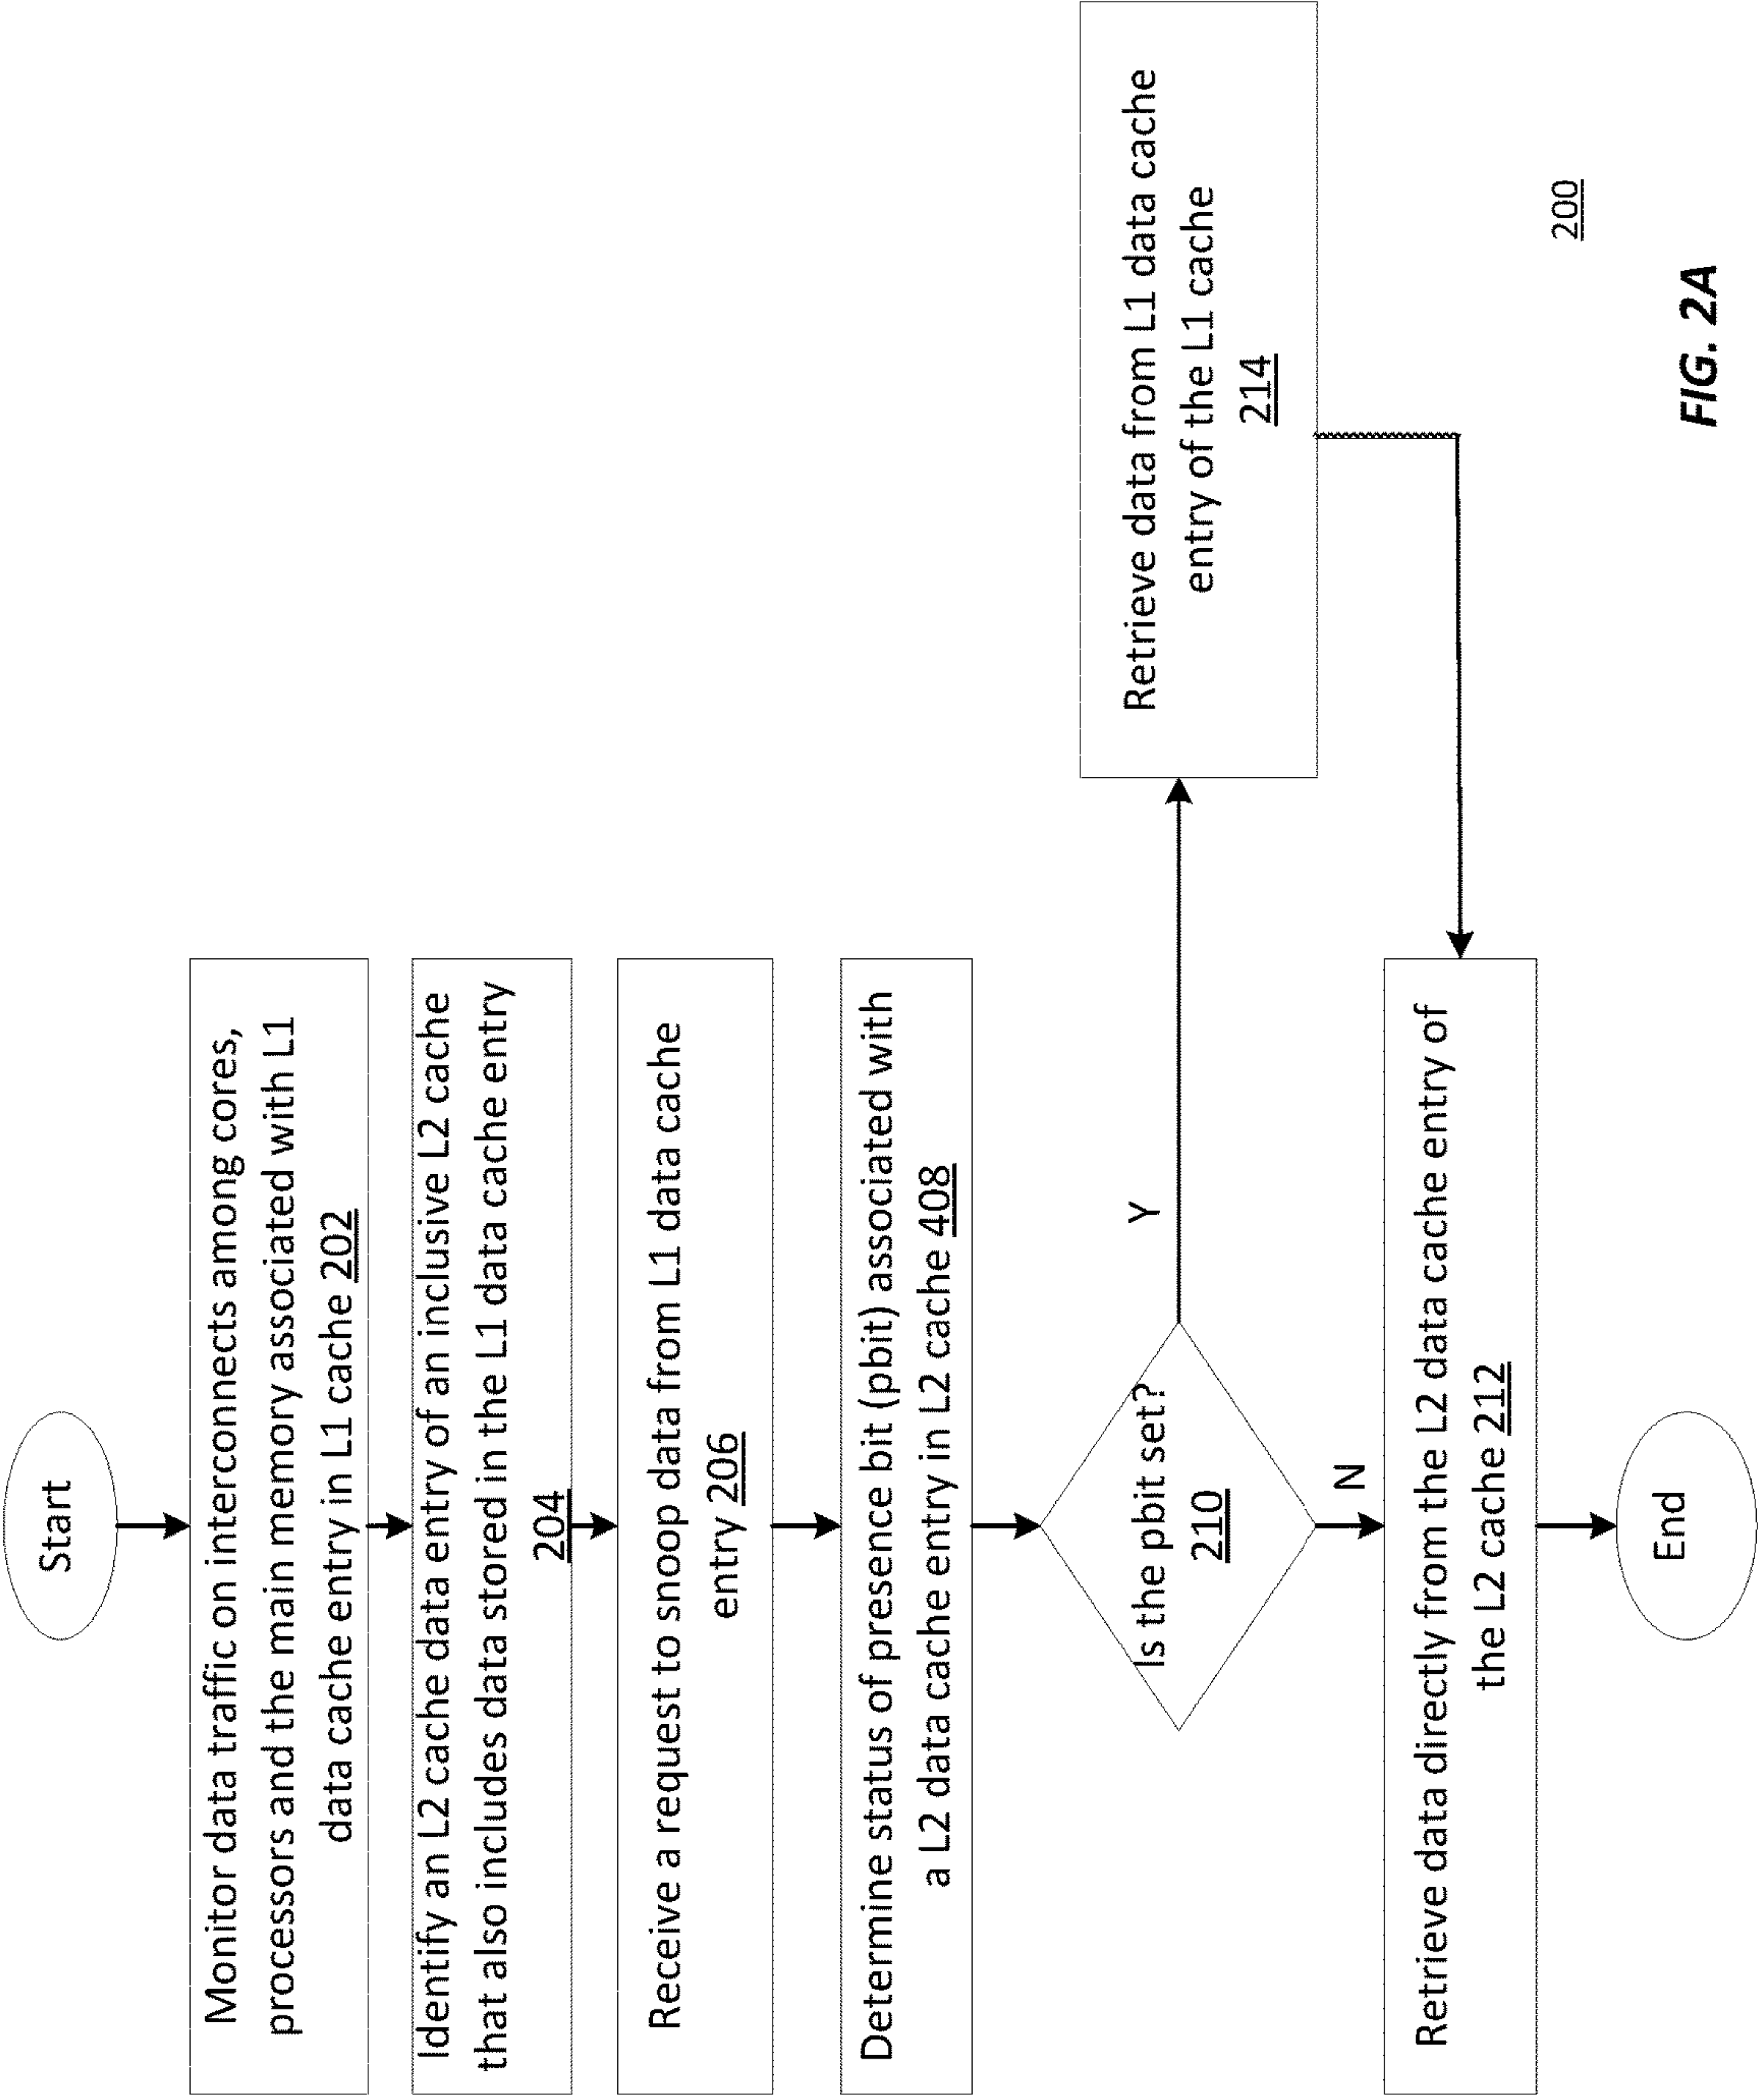 Start
Monitor data traffic on interconnects among cores,
processors and the main memory associated with L1
data cache entry in L1 cache 202
Identify an L2 cache data entry of an inclusive L2 cache
that also includes data stored in the L1 data cache entry
204
Receive a request to snoop data from L1 data cache
entry 206
Determine status of presence bit (pbit) associated with
a L2 data cache entry in L2 cache 408
Is the pbit set?
210
Y
N
Retrieve data from L1 data cache
entry of the L1 cache
214
Retrieve data directly from the L2 data cache entry of
the L2 cache 212
End
200
FIG. 2A